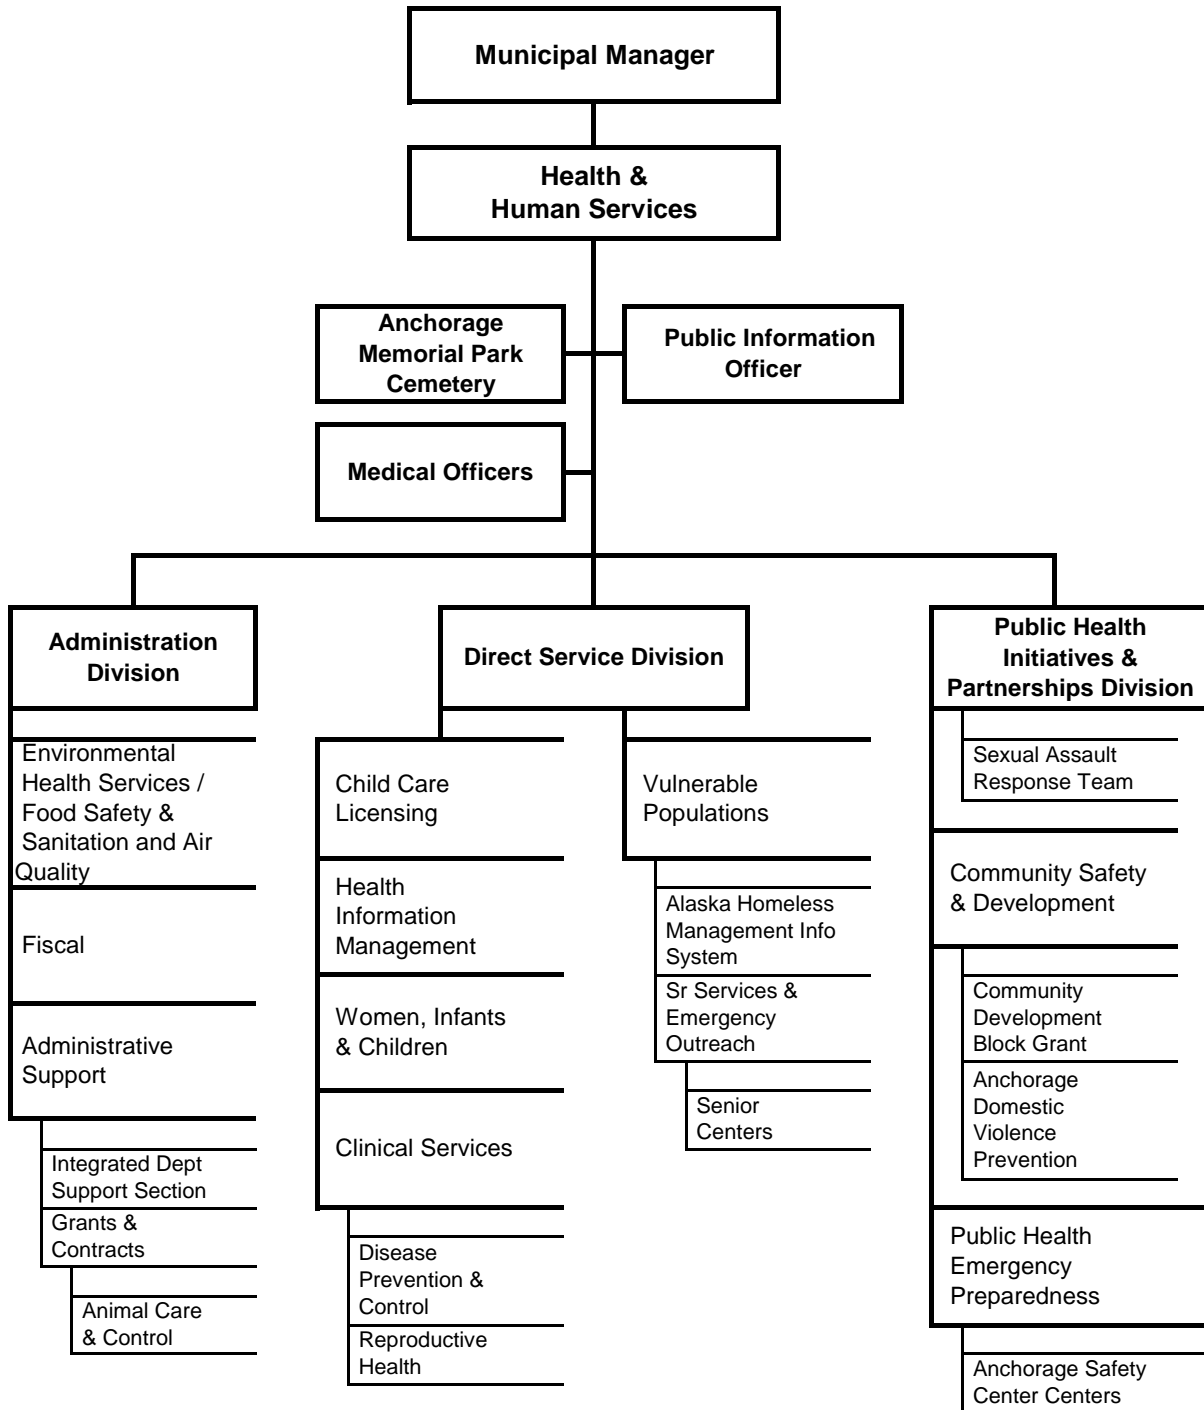 Municipal Manager
Health &
Human Services
Anchorage
Memorial Park
Cemetery
Public Information
Officer
Medical Officers
Administration
Division
Environmental
Health Services /
Food Safety &
Sanitation and Air
Quality
Fiscal
Administrative
Support
Integrated Dept
Support Section
Grants &
Contracts
Animal Care
& Control
Direct Service Division
Child Care
Licensing
Health
Information
Management
Women, Infants
& Children
Clinical Services
Disease
Prevention &
Control
Reproductive
Health
Vulnerable
Populations
Alaska Homeless
Management Info
System
Sr Services &
Emergency
Outreach
Senior
Centers
Public Health
Initiatives &
Partnerships Division
Sexual Assault
Response Team
Community Safety
& Development
Community
Development
Block Grant
Anchorage
Domestic
Violence
Prevention
Public Health
Emergency
Preparedness
Anchorage Safety
Center Centers